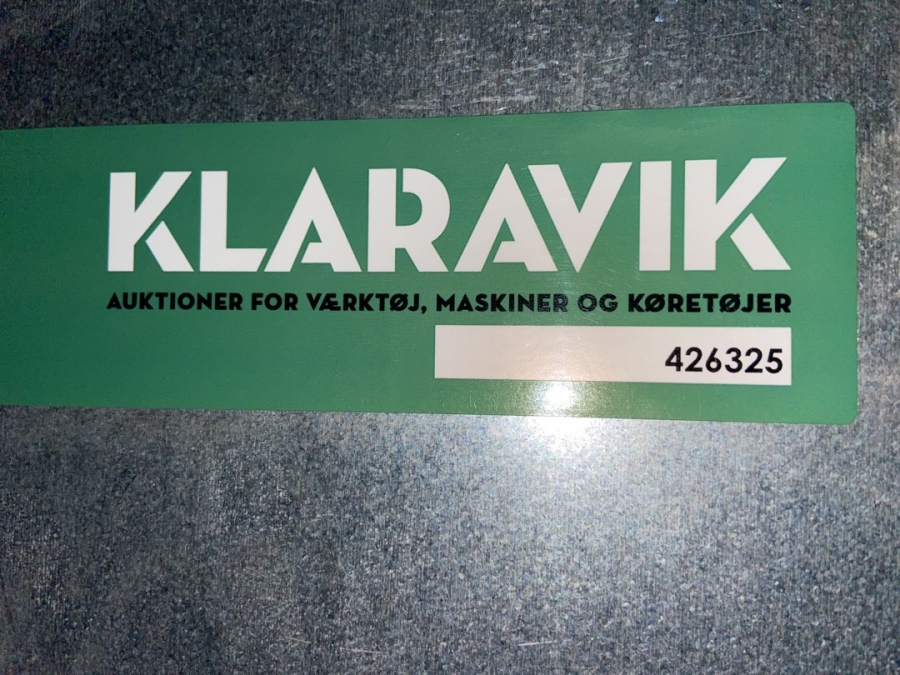 KLARAVIK
AUKTIONER FOR VÆRKTØJ, MASKINER OG KØRETØJER
426325